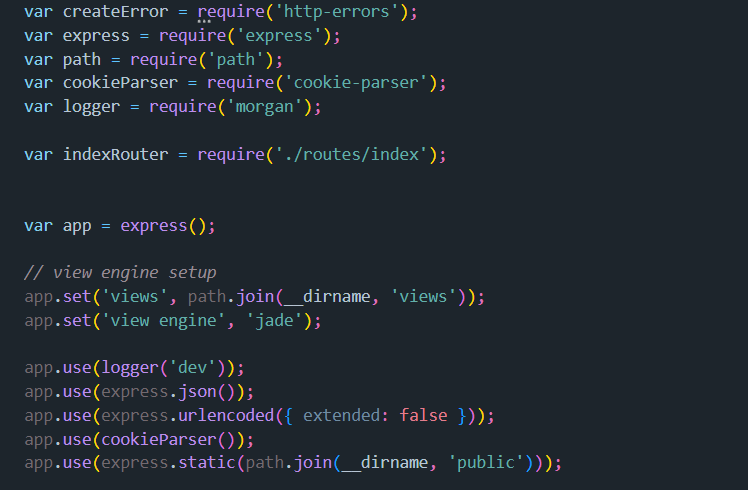 var createError = require('http-errors');
var express = require('express');
var path = require('path');
var cookieParser = require('cookie-parser');
var logger = require('morgan');
var indexRouter = require('./routes/index');
var app = express();
// view engine setup
app.set('views', path.join(__dirname, 'views'));
app.set('view engine', 'jade');
app.use(logger('dev'));
app.use(express.json());
app.use(express.urlencoded({ extended: false }));
app.use(cookieParser());
app.use(express.static(path.join(__dirname, 'public')));